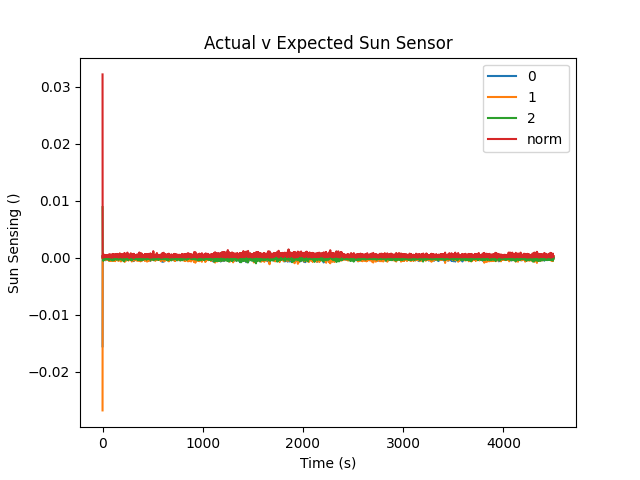 Actual v Expected Sun Sensor
0
1
2
norm
0.03
0.02
0.01
0.00
−0.01
−0.02
Sun Sensing ()
0 1000 2000 3000 4000
Time (s)